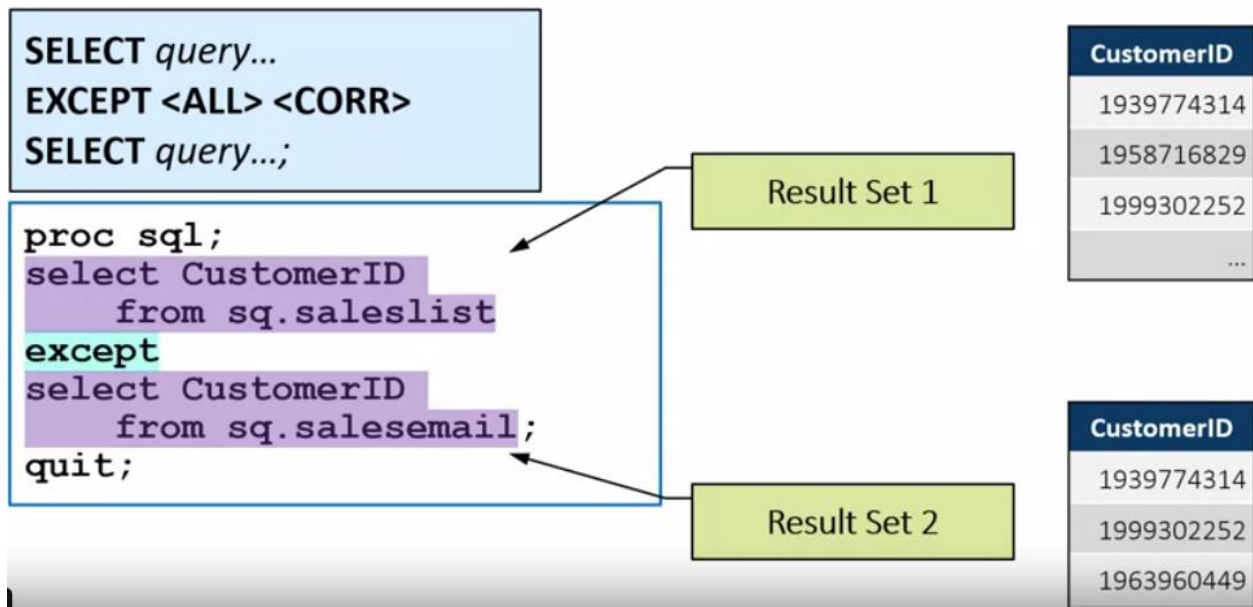 SELECT query...
EXCEPT <ALL> <CORR>
SELECT query...;
proc sql;
select CustomerID
from sq.saleslist
except
select CustomerID
from sq.salesemail;
quit;
Result Set 1
Result Set 2
CustomerID
1939774314
1958716829
1999302252
...
CustomerID
1939774314
1999302252
1963960449